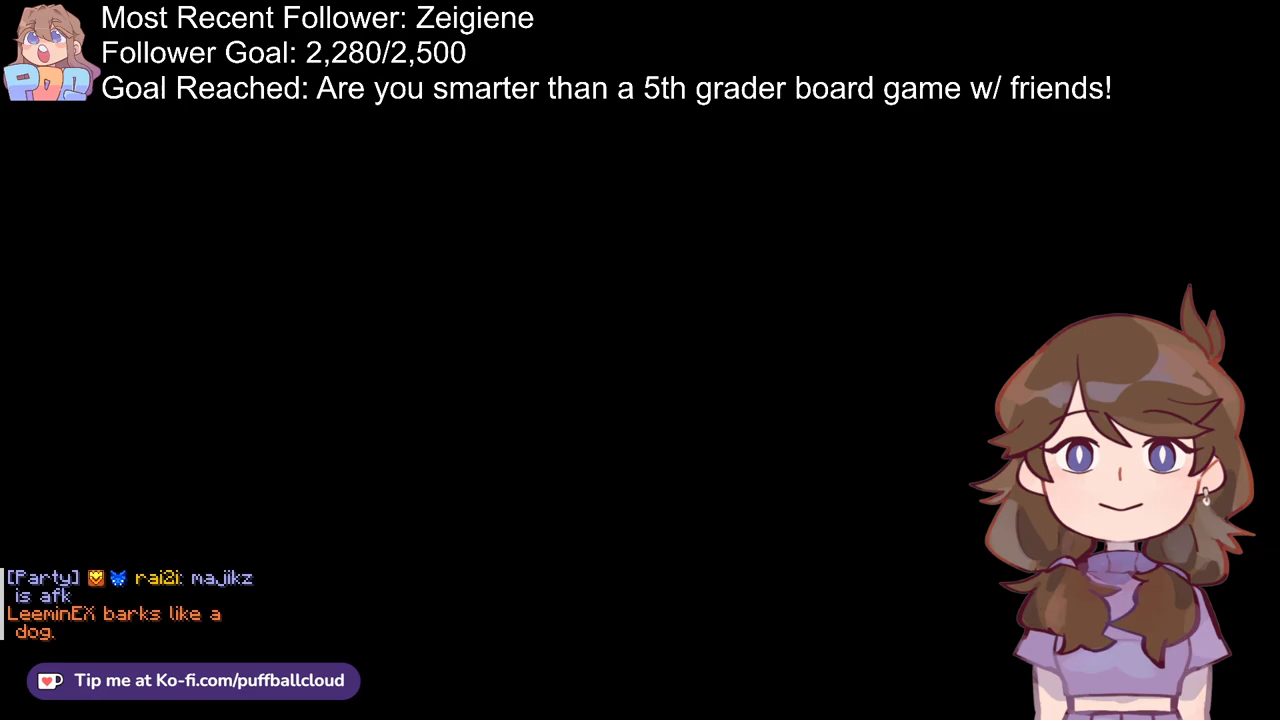 Most Recent Follower: Zeigiene
Follower Goal: 2,280/2,500
Goal Reached: Are you smarter than a 5th grader board game w/ friends!
POG
[Party] rai2i: majikz
is afk
LeeminEX barks like a
dog.
Tip me at Ko-fi.com/puffballcloud